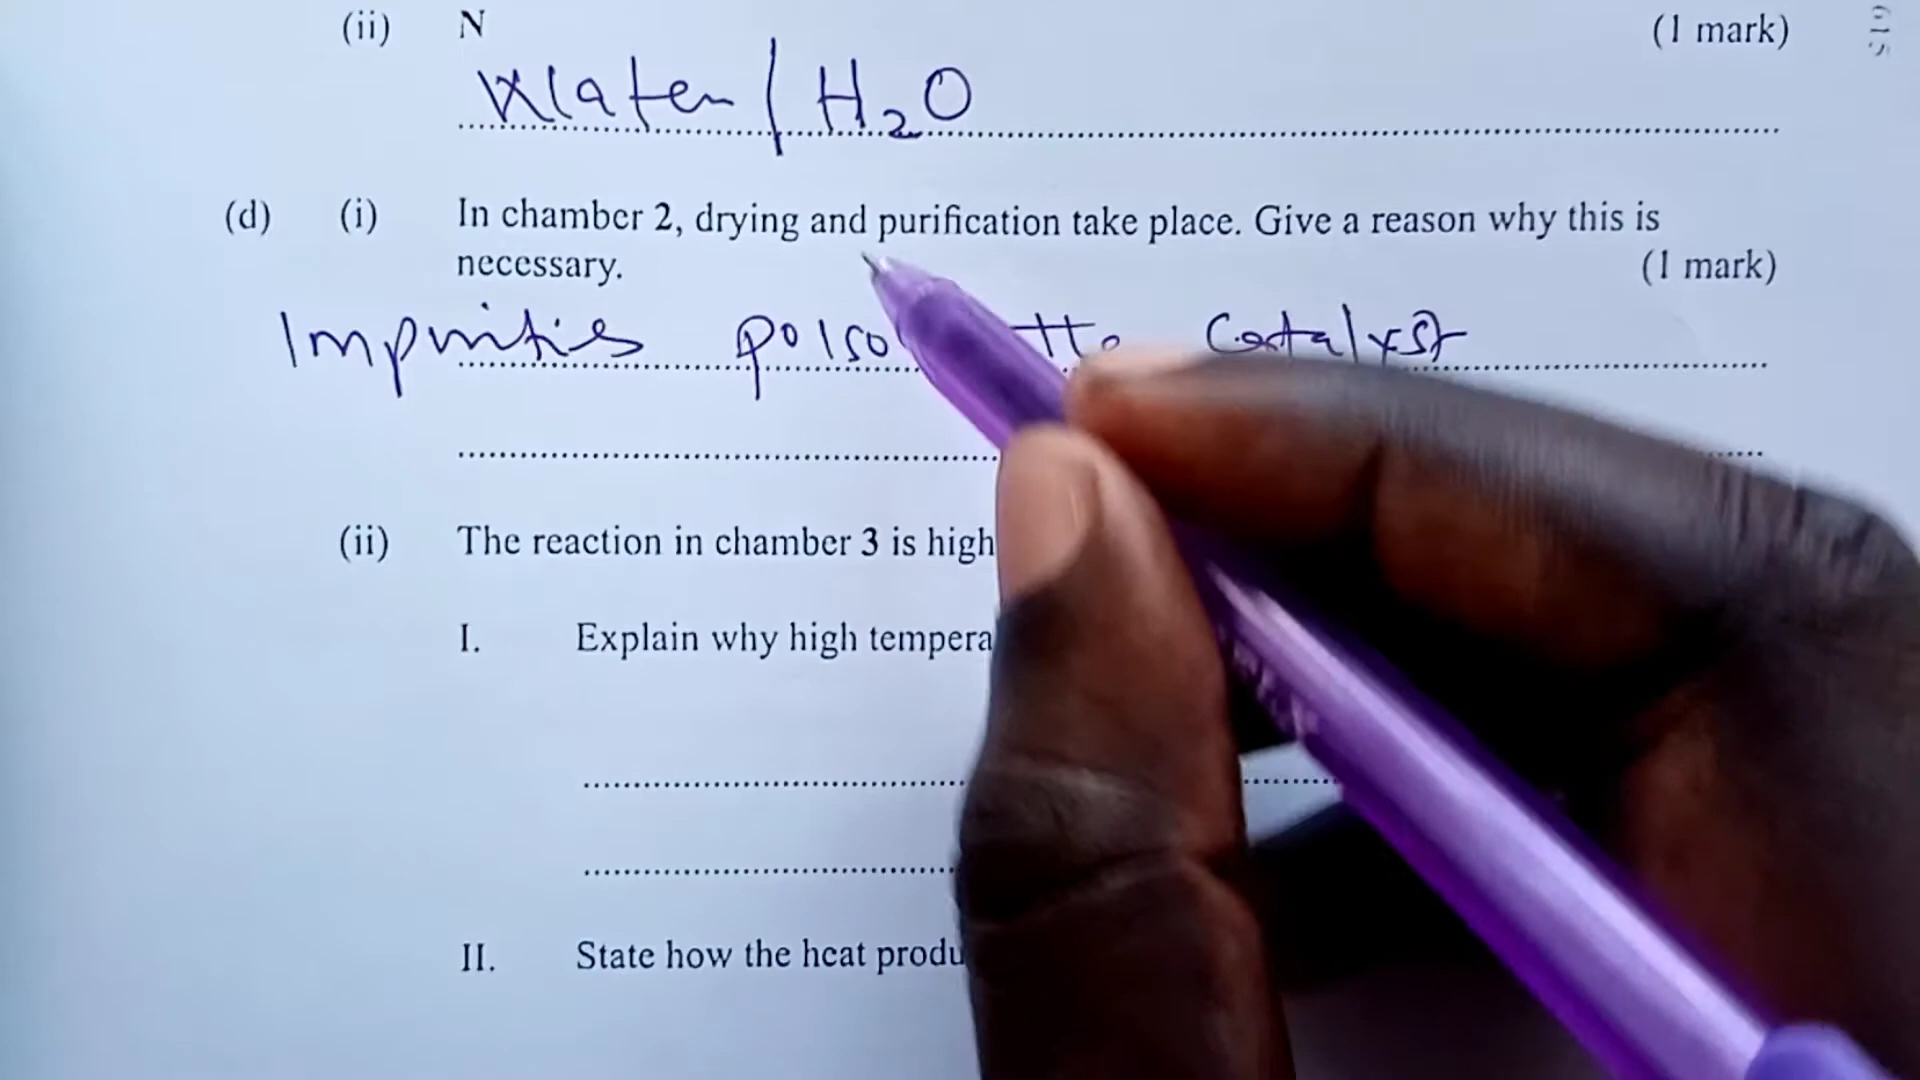 (ii) N (1 mark)
Water / H₂O
(d) (i) In chamber 2, drying and purification take place. Give a reason why this is
necessary. (1 mark)
Impurities the Catalyst
(ii) The reaction in chamber 3 is high
I. Explain why high tempera
II. State how the heat produ